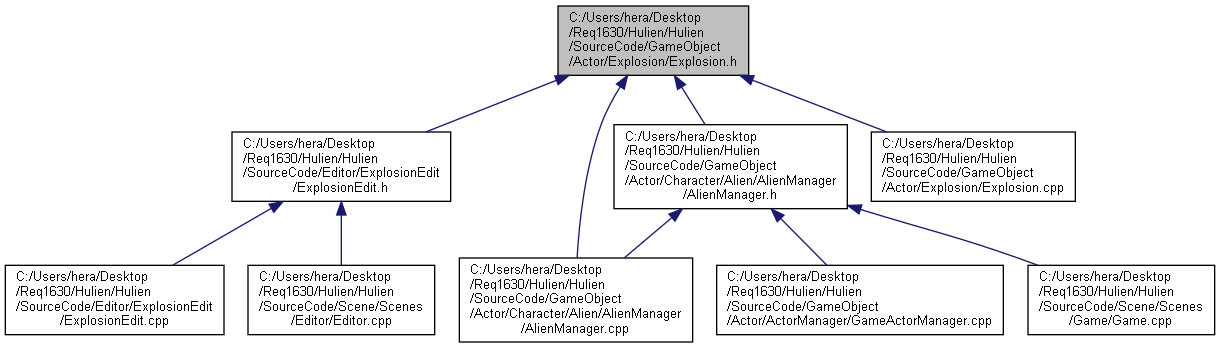 C:/Users/hera/Desktop
/Req1630/Hulien/Hulien
/SourceCode/GameObject
/Actor/Explosion/Explosion.h
C:/Users/hera/Desktop
/Req1630/Hulien/Hulien
/SourceCode/Editor/ExplosionEdit
/ExplosionEdit.h
C:/Users/hera/Desktop
/Req1630/Hulien/Hulien
/SourceCode/GameObject
/Actor/Character/Alien/AlienManager
/AlienManager.h
C:/Users/hera/Desktop
/Req1630/Hulien/Hulien
/SourceCode/GameObject
/Actor/Explosion/Explosion.cpp
C:/Users/hera/Desktop
/Req1630/Hulien/Hulien
/SourceCode/Editor/ExplosionEdit
/ExplosionEdit.cpp
C:/Users/hera/Desktop
/Req1630/Hulien/Hulien
/SourceCode/Scene/Scenes
/Editor/Editor.cpp
C:/Users/hera/Desktop
/Req1630/Hulien/Hulien
/SourceCode/GameObject
/Actor/Character/Alien/AlienManager
/AlienManager.cpp
C:/Users/hera/Desktop
/Req1630/Hulien/Hulien
/SourceCode/GameObject
/Actor/ActorManager/GameActorManager.cpp
C:/Users/hera/Desktop
/Req1630/Hulien/Hulien
/SourceCode/Scene/Scenes
/Game/Game.cpp